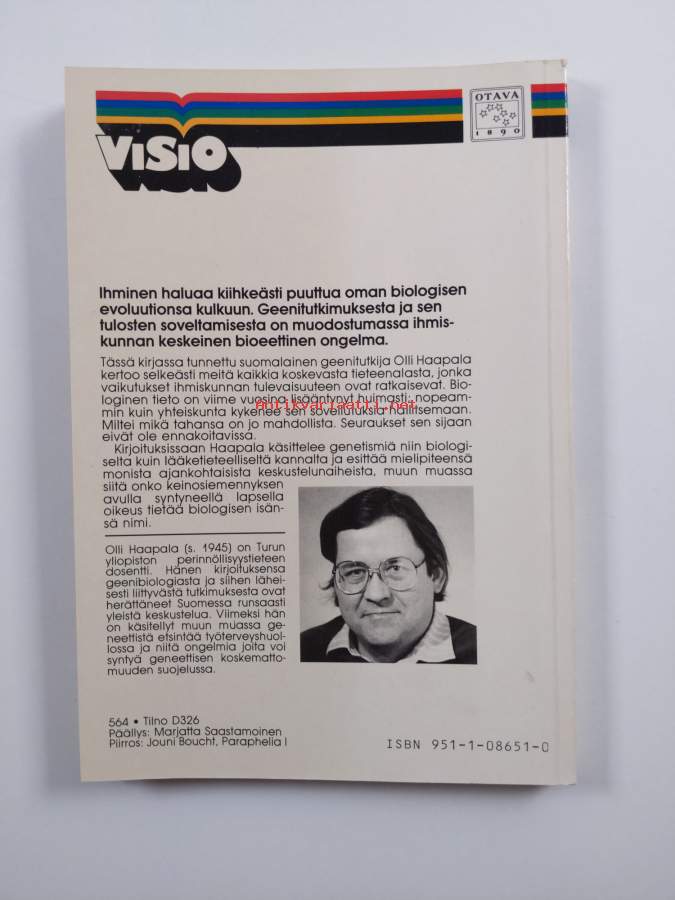 OTAVA
1890
VISIO
Ihminen haluaa kiihkeästi puuttua oman biologisen
evoluutionsa kulkuun. Geenitutkimuksesta ja sen
tulosten soveltamisesta on muodostumassa ihmis-
kunnan keskeinen bioeettinen ongelma.
Tässä kirjassa tunnettu suomalainen geenitutkija Olli Haapala
kertoo selkeästi meitä kaikkia koskevasta tieteenalasta, jonka
vaikutukset ihmiskunnan tulevaisuuteen ovat ratkaisevat. Bio-
loginen tieto on viime vuosina lisääntynyt huimasti; nopeam-
antikvariaatti.net
min kuin yhteiskunta kykenee sen sovellutuksia hallitsemaan.
Miltei mikä tahansa on jo mahdollista. Seuraukset sen sijaan
eivät ole ennakoitavissa.
Kirjoituksissaan Haapala käsittelee genetismiä niin biologi-
selta kuin lääketieteelliseltä kannalta ja esittää mielipiteensä
monista ajankohtaisista keskustelunaiheista, muun muassa
siitä onko keinosiemennyksen
avulla syntyneellä lapsella
oikeus tietää biologisen isän-
sä nimi.
Olli Haapala (s. 1945) on Turun
yliopiston perinnöllisyystieteen
dosentti. Hänen kirjoituksensa
geenibiologiasta ja siihen lähei-
sesti liittyvästä tutkimuksesta ovat
herättäneet Suomessa runsaasti
yleistä keskustelua. Viimeksi hän
on käsitellyt muun muassa ge-
neettistä etsintää työterveyshuol-
lossa ja niitä ongelmia joita voi
syntyä geneettisen koskematto-
muuden suojelussa.
564 • Tilno D326
Päällys: Marjatta Saastamoinen
Piirros: Jouni Boucht, Paraphelia I
ISBN 951-1-08651-0